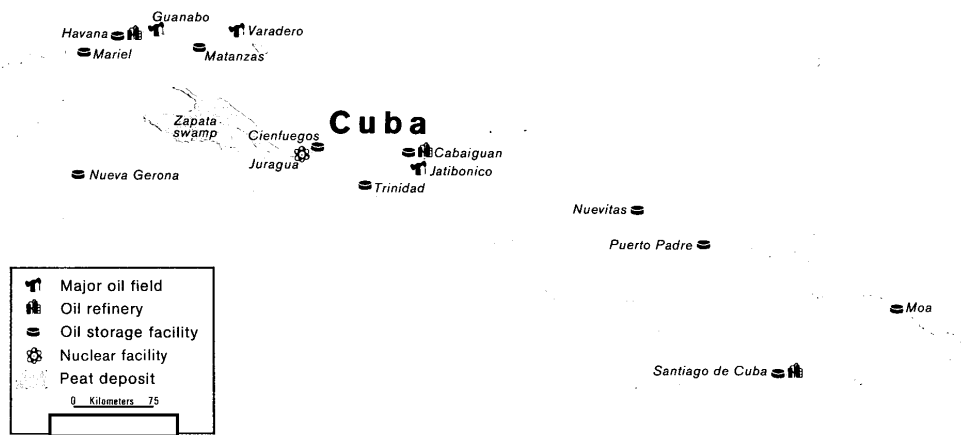 Guanabo
Havana
Varadero
Mariel
Matanzas
Zapata
swamp
Cuba
Cienfuegos
Juragua
Cabaiguan
Jatibonico
Nueva Gerona
Trinidad
Nuevitas
Puerto Padre
Moa
Santiago de Cuba
Major oil field
Oil refinery
Oil storage facility
Nuclear facility
Peat deposit
0 Kilometers 75